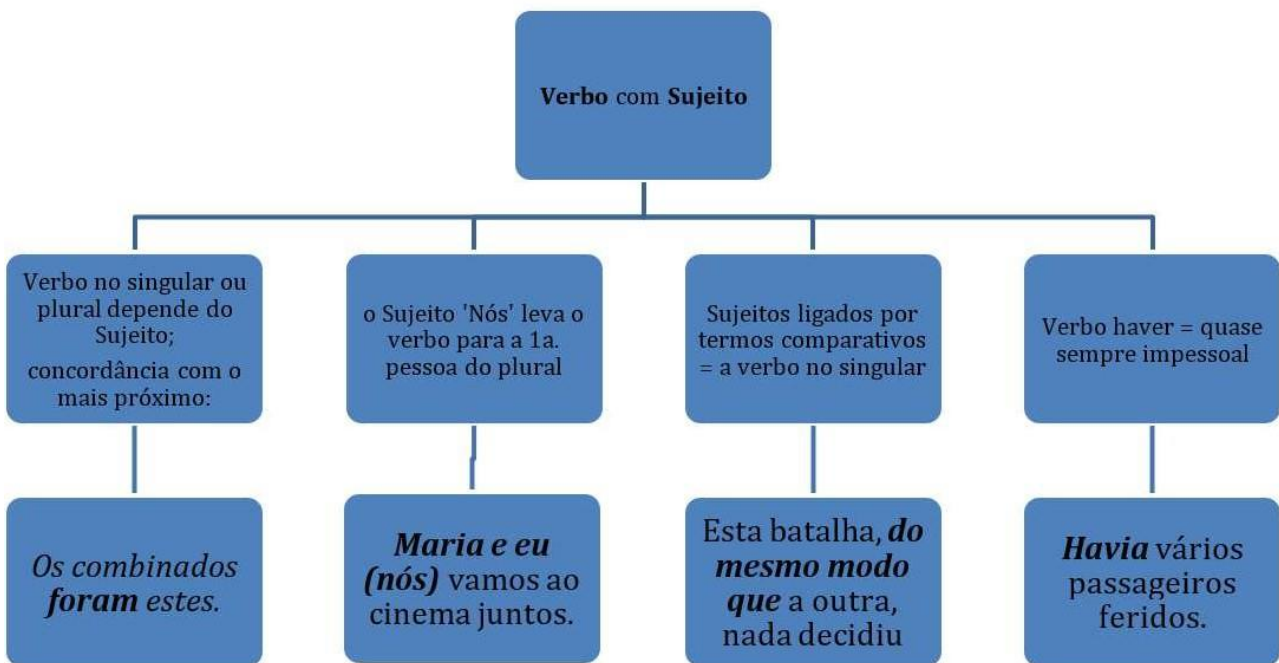 Verbo com Sujeito
Verbo no singular ou
plural depende do
Sujeito;
concordância com o
mais próximo:
o Sujeito 'Nós' leva o
verbo para a 1a.
pessoa do plural
Sujeitos ligados por
termos comparativos
= a verbo no singular
Verbo haver = quase
sempre impessoal
Os combinados
foram estes.
Maria e eu
(nós) vamos ao
cinema juntos.
Esta batalha, do
mesmo modo
que a outra,
nada decidiu
Havia vários
passageiros
feridos.